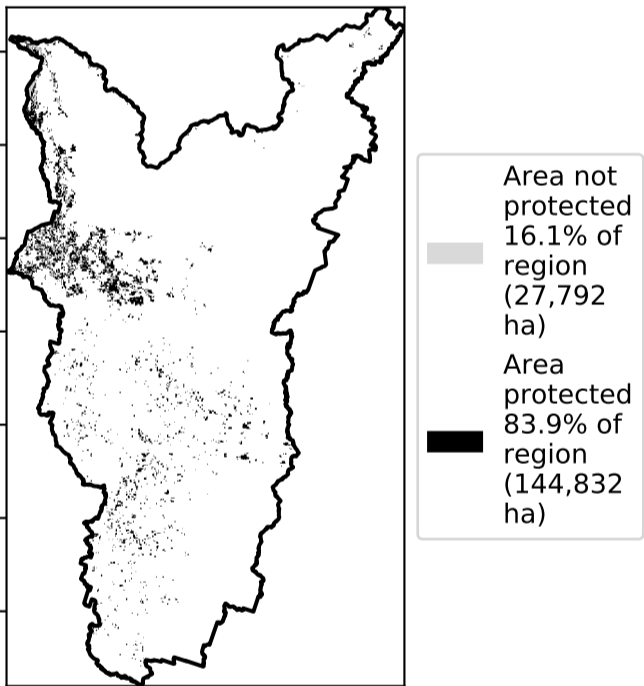 Area not
protected
16.1% of
region
(27,792
ha)
Area
protected
83.9% of
region
(144,832
ha)